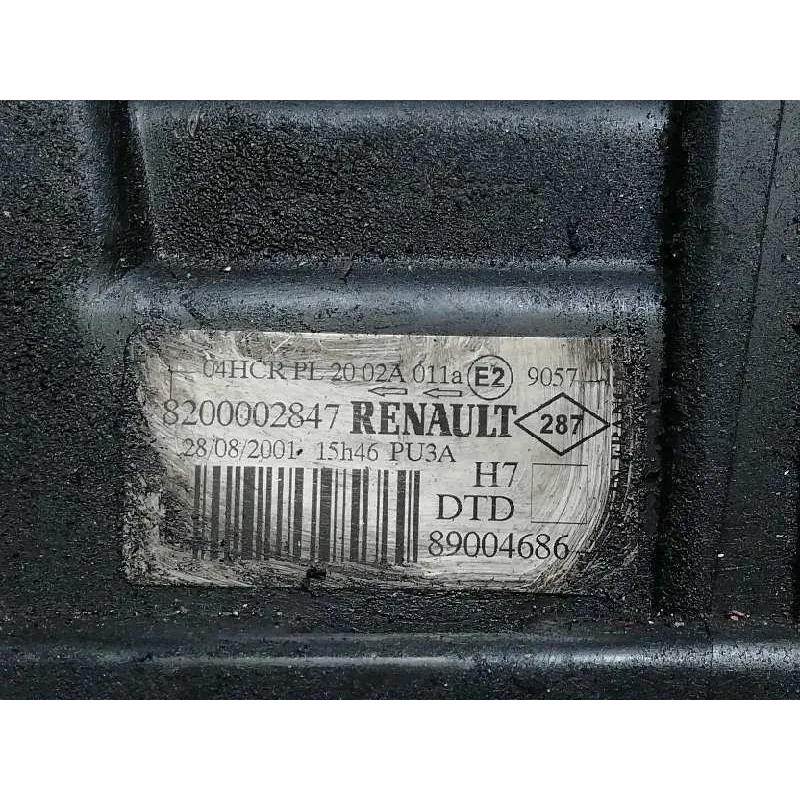 04HCR PL 20 02A 011a E2 9057
8200002847 RENAULT 287
28/08/2001 15h46 PU3A
H7
DTD
89004686